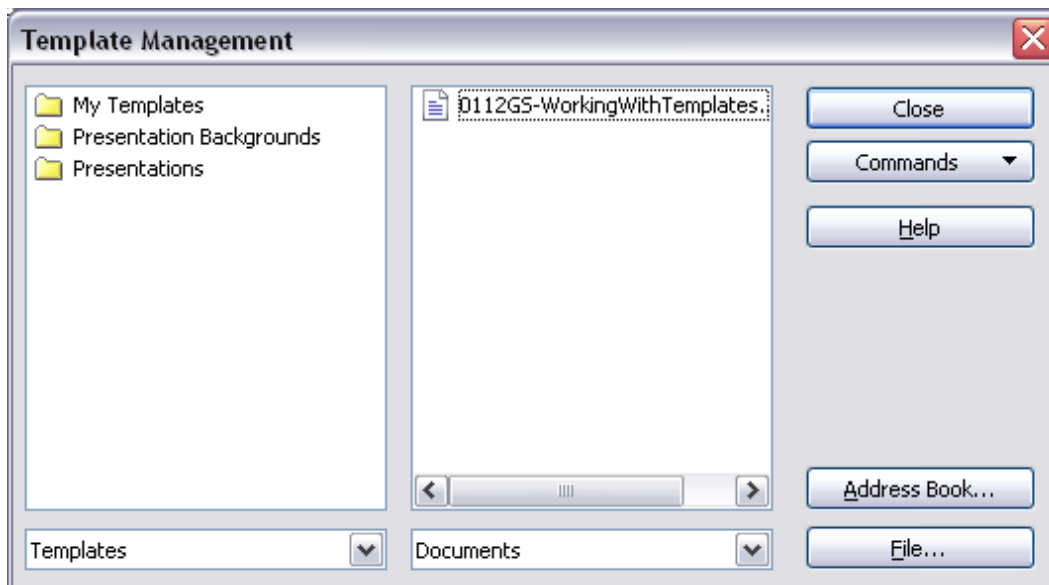 Template Management
My Templates
Presentation Backgrounds
Presentations
0112GS-WorkingWithTemplates.
Close
Commands
Help
Address Book...
Templates
Documents
File...